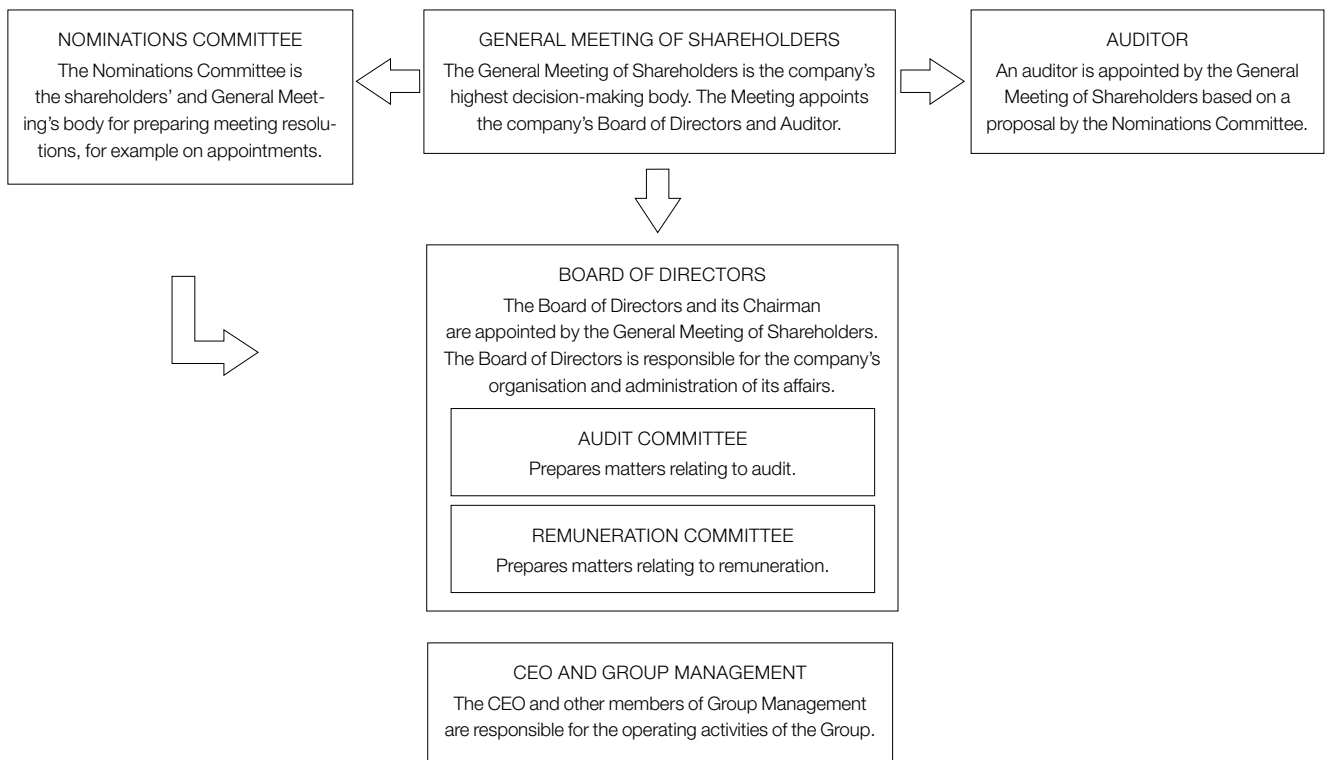 NOMINATIONS COMMITTEE
The Nominations Committee is
the shareholders' and General Meet-
ing's body for preparing meeting resolu-
tions, for example on appointments.
GENERAL MEETING OF SHAREHOLDERS
The General Meeting of Shareholders is the company's
highest decision-making body. The Meeting appoints
the company's Board of Directors and Auditor.
AUDITOR
An auditor is appointed by the General
Meeting of Shareholders based on a
proposal by the Nominations Committee.
BOARD OF DIRECTORS
The Board of Directors and its Chairman
are appointed by the General Meeting of Shareholders.
The Board of Directors is responsible for the company's
organisation and administration of its affairs.
AUDIT COMMITTEE
Prepares matters relating to audit.
REMUNERATION COMMITTEE
Prepares matters relating to remuneration.
CEO AND GROUP MANAGEMENT
The CEO and other members of Group Management
are responsible for the operating activities of the Group.